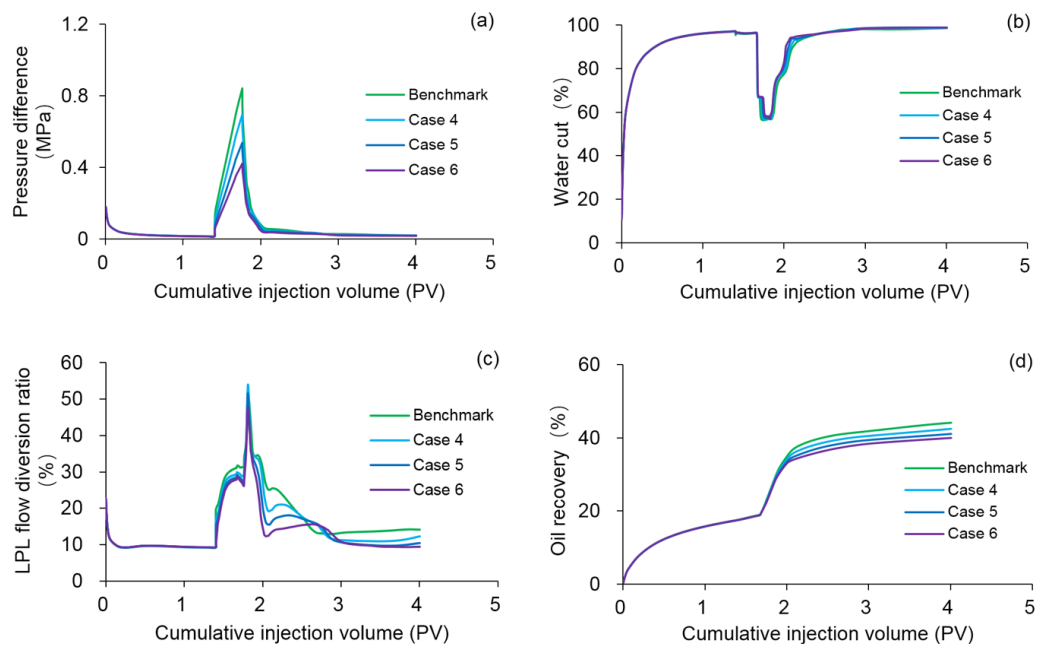 (a)
1.2
0.8
0.4
0
Pressure difference
(MPa)
Benchmark
Case 4
Case 5
Case 6
0 1 2 3 4 5
Cumulative injection volume (PV)
(b)
100
80
60
40
20
0
Water cut (%)
Benchmark
Case 4
Case 5
Case 6
0 1 2 3 4 5
Cumulative injection volume (PV)
(c)
60
50
40
30
20
10
0
LPL flow diversion ratio
(%)
Benchmark
Case 4
Case 5
Case 6
0 1 2 3 4 5
Cumulative injection volume (PV)
(d)
60
40
20
0
Oil recovery (%)
Benchmark
Case 4
Case 5
Case 6
0 1 2 3 4 5
Cumulative injection volume (PV)